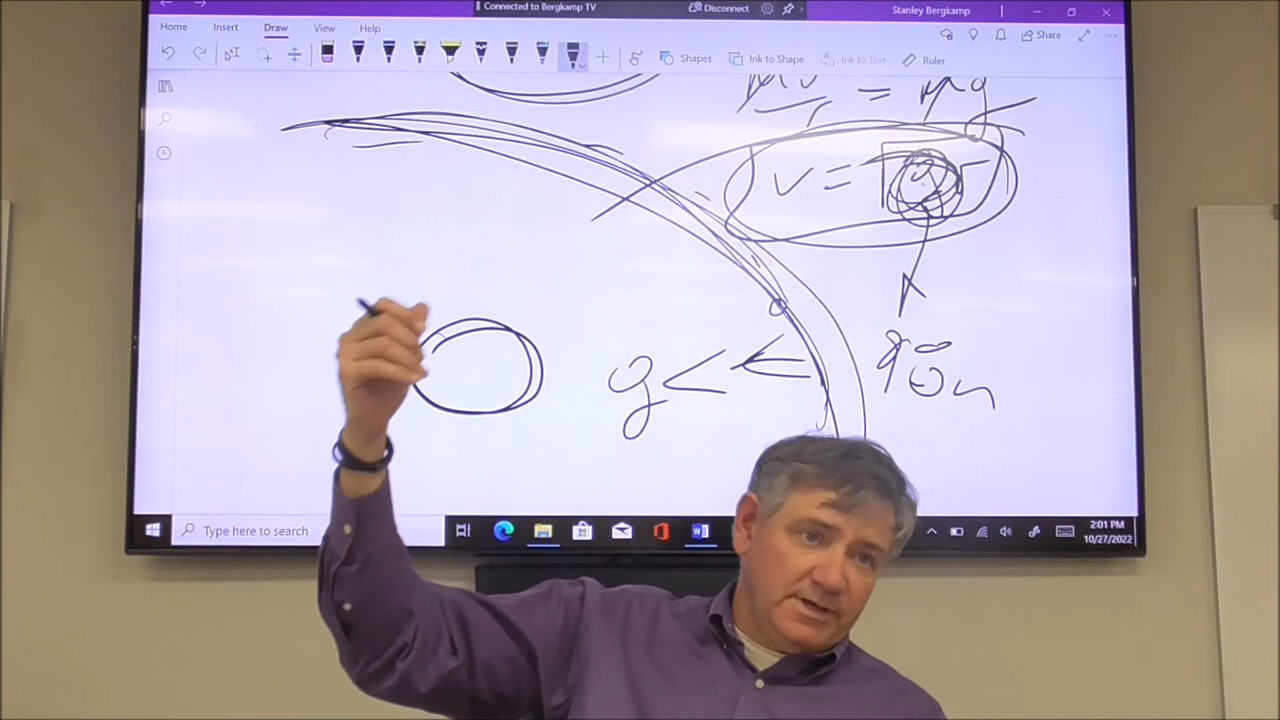 Connected to Bergkamp TV
Disconnect
Stanley Bergkamp
Home Insert Draw View Help
Share
Shapes
Ink to Shape
Ink to Text
Ruler
= mg
v =
g <
Type here to search
2:01 PM
10/27/2022